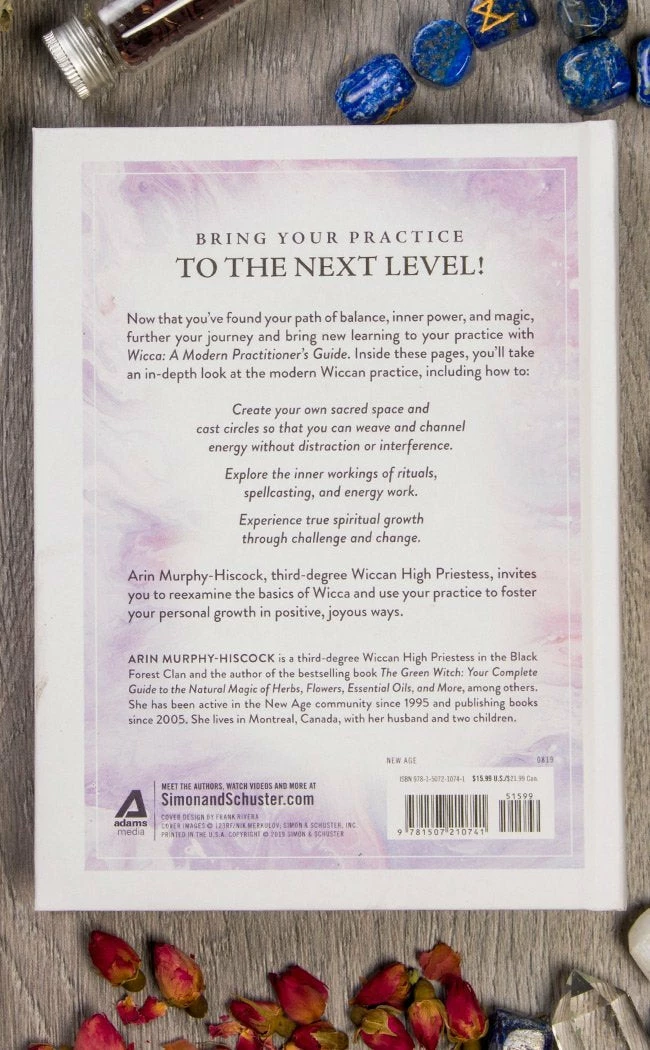 BRING YOUR PRACTICE
TO THE NEXT LEVEL!
Now that you've found your path of balance, inner power, and magic,
further your journey and bring new learning to your practice with
Wicca: A Modern Practitioner's Guide. Inside these pages, you'll take
an in-depth look at the modern Wiccan practice, including how to:
Create your own sacred space and
cast circles so that you can weave and channel
energy without distraction or interference.
Explore the inner workings of rituals,
spellcasting, and energy work.
Experience true spiritual growth
through challenge and change.
Arin Murphy-Hiscock, third-degree Wiccan High Priestess, invites
you to reexamine the basics of Wicca and use your practice to foster
your personal growth in positive, joyous ways.
ARIN MURPHY-HISCOCK is a third-degree Wiccan High Priestess in the Black
Forest Clan and the author of the bestselling book The Green Witch: Your Complete
Guide to the Natural Magic of Herbs, Flowers, Essential Oils, and More, among others.
She has been active in the New Age community since 1995 and publishing books
since 2005. She lives in Montreal, Canada, with her husband and two children.
NEW AGE 0819
ISBN 978-1-5072-1074-1 $15.99 U.S./$21.99 Can.
51599
9 781507 210741
adams
media
MEET THE AUTHORS, WATCH VIDEOS AND MORE AT
SimonandSchuster.com
COVER DESIGN BY FRANK RIVERA
COVER IMAGES © 123RF/NIK MERKULOV; SIMON & SCHUSTER, INC.
PRINTED IN THE U.S.A. COPYRIGHT © 2019 SIMON & SCHUSTER